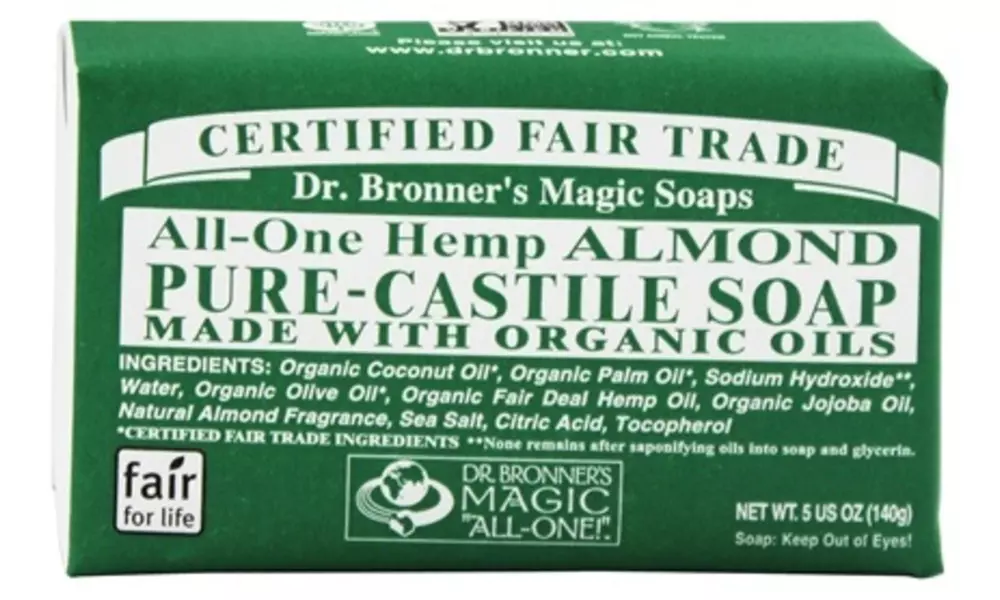 Please visit us at:
www.drbronner.com
CERTIFIED FAIR TRADE
Dr. Bronner's Magic Soaps
All-One Hemp ALMOND
PURE-CASTILE SOAP
MADE WITH ORGANIC OILS
INGREDIENTS: Organic Coconut Oil*, Organic Palm Oil*, Sodium Hydroxide**,
Water, Organic Olive Oil*, Organic Fair Deal Hemp Oil, Organic Jojoba Oil,
Natural Almond Fragrance, Sea Salt, Citric Acid, Tocopherol
*CERTIFIED FAIR TRADE INGREDIENTS **None remains after saponifying oils into soap and glycerin.
fair
for life
DR. BRONNER'S
MAGIC
"ALL-ONE!".
NET WT. 5 US OZ (140g)
Soap: Keep Out of Eyes!